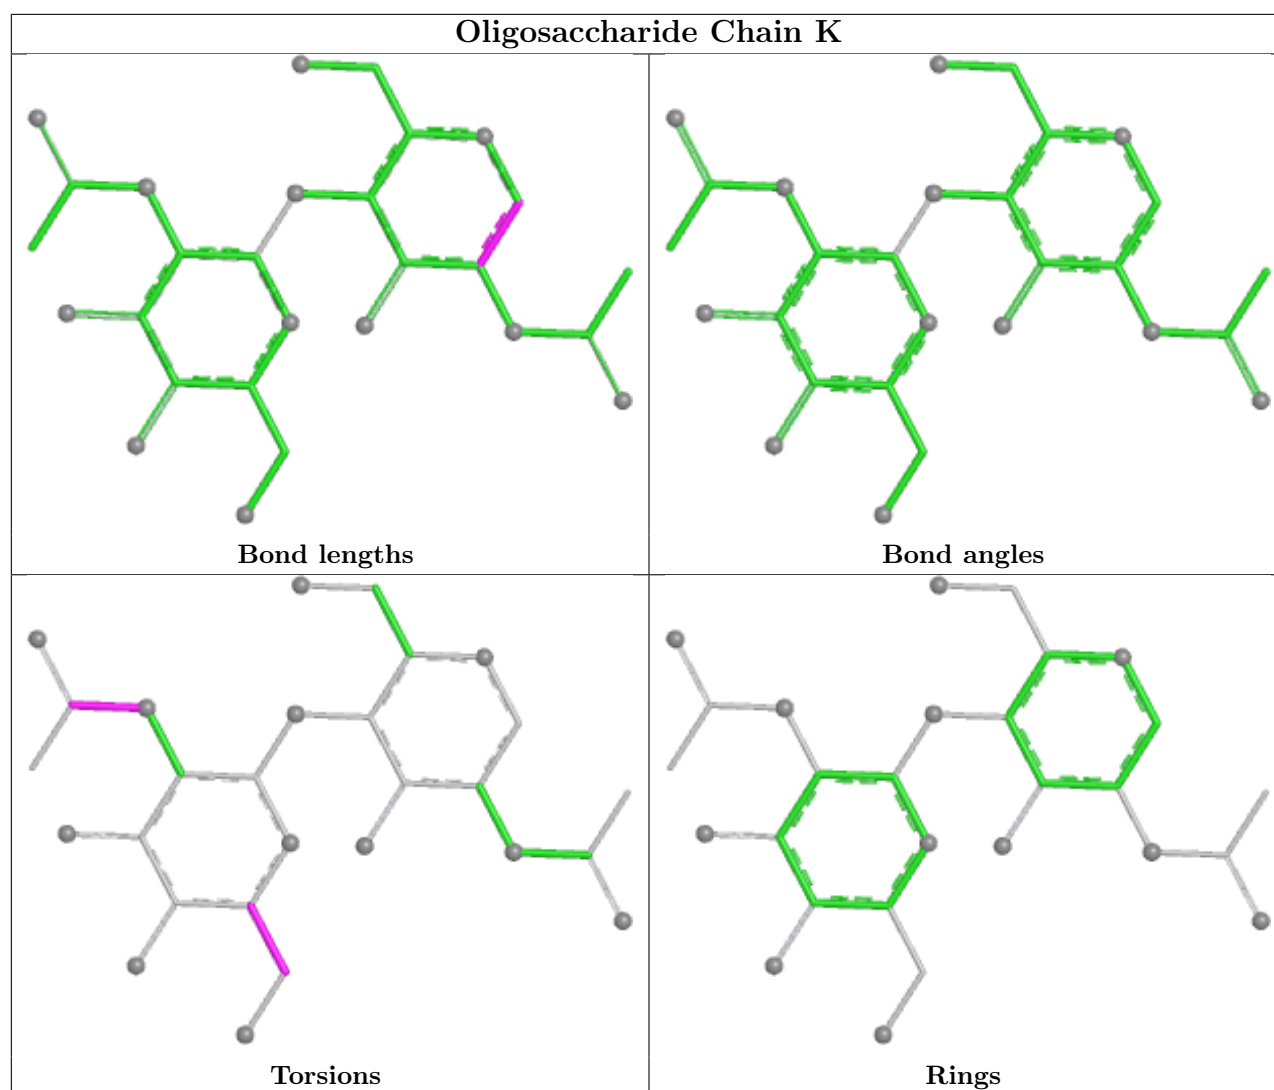 Oligosaccharide Chain K
Bond lengths
Bond angles
Torsions
Rings